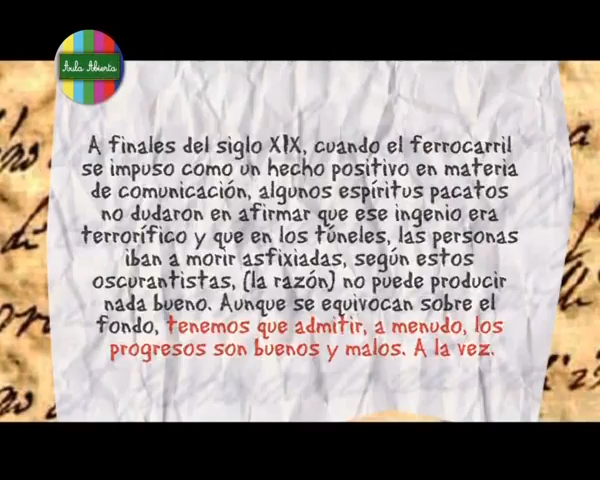 Aula Abierta
A finales del siglo XIX, cuando el ferrocarril
se impuso como un hecho positivo en materia
de comunicación, algunos espíritus pacatos
no dudaron en afirmar que ese ingenio era
terrorífico y que en los túneles, las personas
iban a morir asfixiadas, según estos
oscurantistas, (la razón) no puede producir
nada bueno. Aunque se equivocan sobre el
fondo, tenemos que admitir, a menudo, los
progresos son buenos y malos. A la vez.